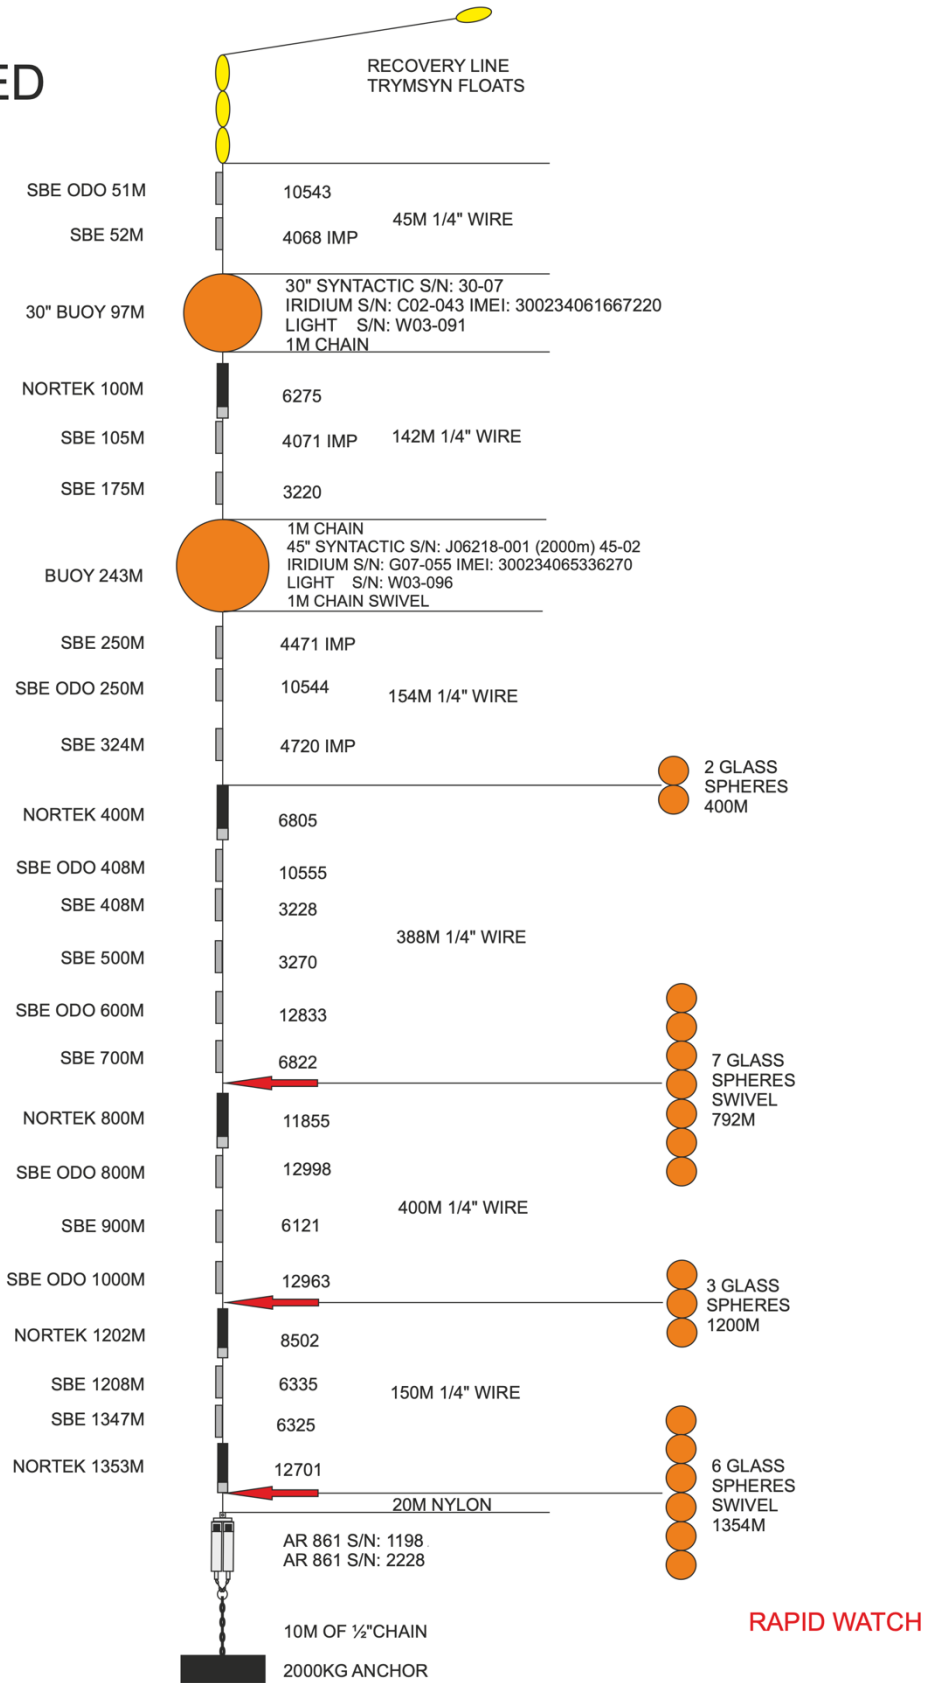 ED
RECOVERY LINE
TRYMSYN FLOATS
SBE ODO 51M
10543
45M 1/4" WIRE
SBE 52M
4068 IMP
30" BUOY 97M
30" SYNTACTIC S/N: 30-07
IRIDIUM S/N: C02-043 IMEI: 300234061667220
LIGHT S/N: W03-091
1M CHAIN
NORTEK 100M
6275
SBE 105M
4071 IMP
142M 1/4" WIRE
SBE 175M
3220
BUOY 243M
1M CHAIN
45" SYNTACTIC S/N: J06218-001 (2000m) 45-02
IRIDIUM S/N: G07-055 IMEI: 300234065336270
LIGHT S/N: W03-096
1M CHAIN SWIVEL
SBE 250M
4471 IMP
SBE ODO 250M
10544
154M 1/4" WIRE
SBE 324M
4720 IMP
2 GLASS
SPHERES
400M
NORTEK 400M
6805
SBE ODO 408M
10555
SBE 408M
3228
388M 1/4" WIRE
SBE 500M
3270
SBE ODO 600M
12833
SBE 700M
6822
7 GLASS
SPHERES
SWIVEL
792M
NORTEK 800M
11855
SBE ODO 800M
12998
400M 1/4" WIRE
SBE 900M
6121
SBE ODO 1000M
12963
3 GLASS
SPHERES
1200M
NORTEK 1202M
8502
SBE 1208M
6335
150M 1/4" WIRE
SBE 1347M
6325
NORTEK 1353M
12701
6 GLASS
SPHERES
SWIVEL
1354M
20M NYLON
AR 861 S/N: 1198
AR 861 S/N: 2228
10M OF ½"CHAIN
2000KG ANCHOR
RAPID WATCH